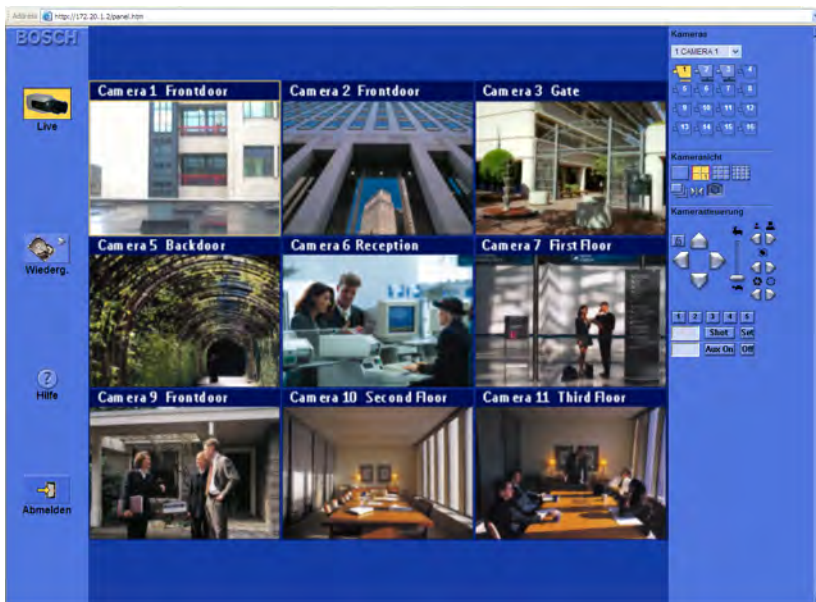 Address http://172.20.1.2/panel.htm
BOSCH
Live
Wiederg.
Hilfe
Abmelden
Camera 1 Frontdoor
Camera 2 Frontdoor
Camera 3 Gate
Camera 5 Backdoor
Camera 6 Reception
Camera 7 First Floor
Camera 9 Frontdoor
Camera 10 Second Floor
Camera 11 Third Floor
Kameras
1 CAMERA 1
1 2 3 4
5 6 7 8
9 10 11 12
13 14 15 16
Kamerasicht
Kamerasteuerung
1 2 3 4 5
Shot Set
Aux On Off